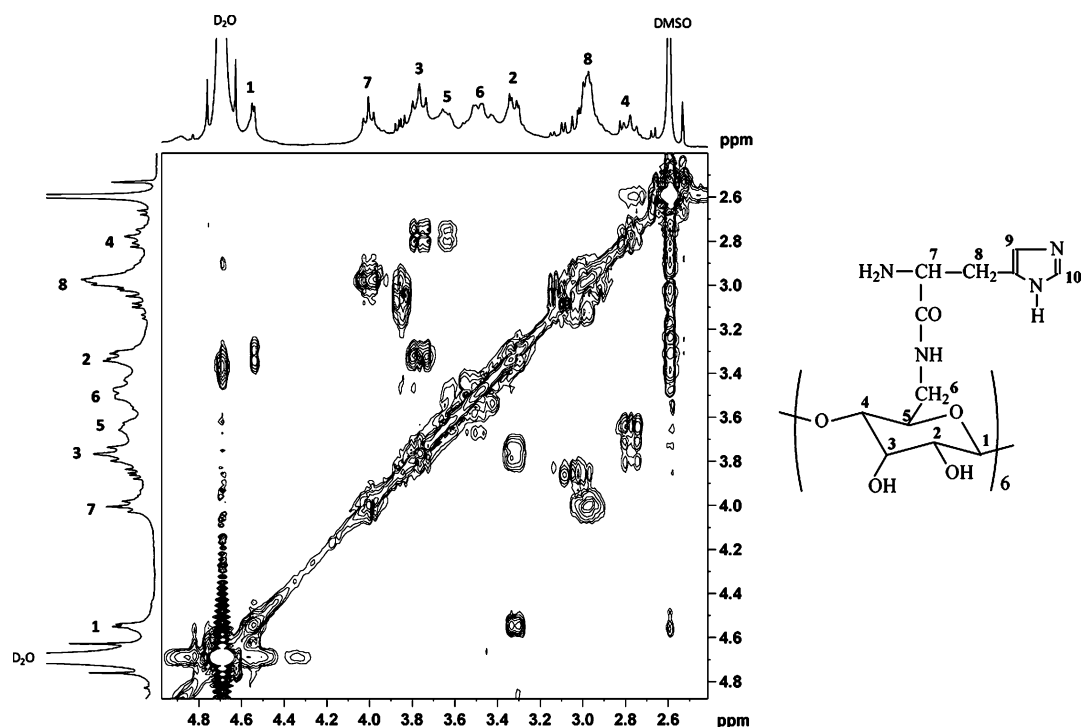 D₂O
DMSO
1
7
3
5
6
2
8
4
ppm
4
8
2
6
5
3
7
1
D₂O
2.6
2.8
3.0
3.2
3.4
3.6
3.8
4.0
4.2
4.4
4.6
4.8
4.8 4.6 4.4 4.2 4.0 3.8 3.6 3.4 3.2 3.0 2.8 2.6 ppm
9
N
7
8
H₂N–CH–CH₂
10
N
H
CO
NH
CH₂
6
4
5
O
O
2
3
1
OH
OH
6